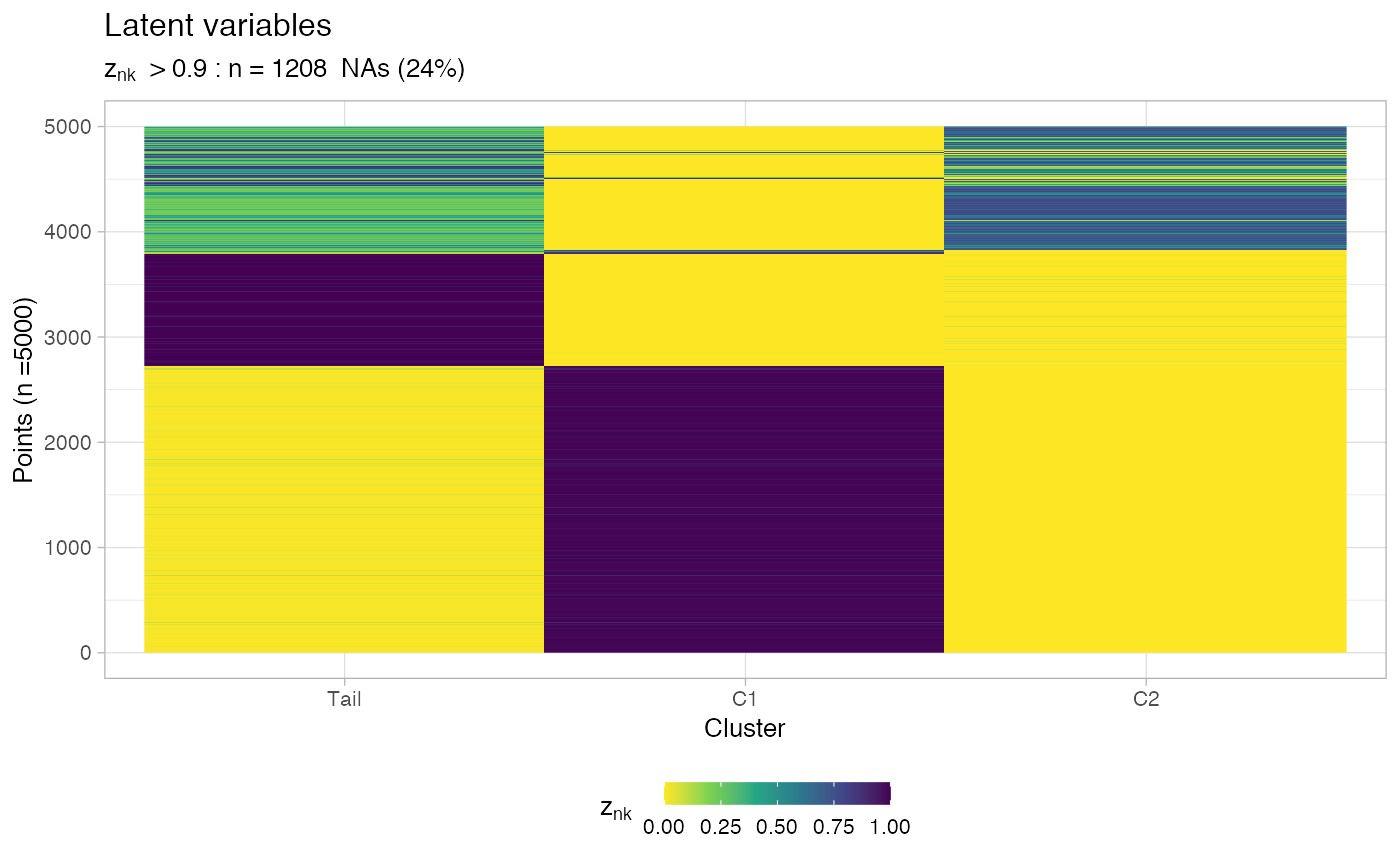 Latent variables
znk > 0.9 : n = 1208 NAs (24%)
5000
4000
3000
2000
1000
0
Points (n =5000)
Tail C1 C2
Cluster
znk
0.00 0.25 0.50 0.75 1.00